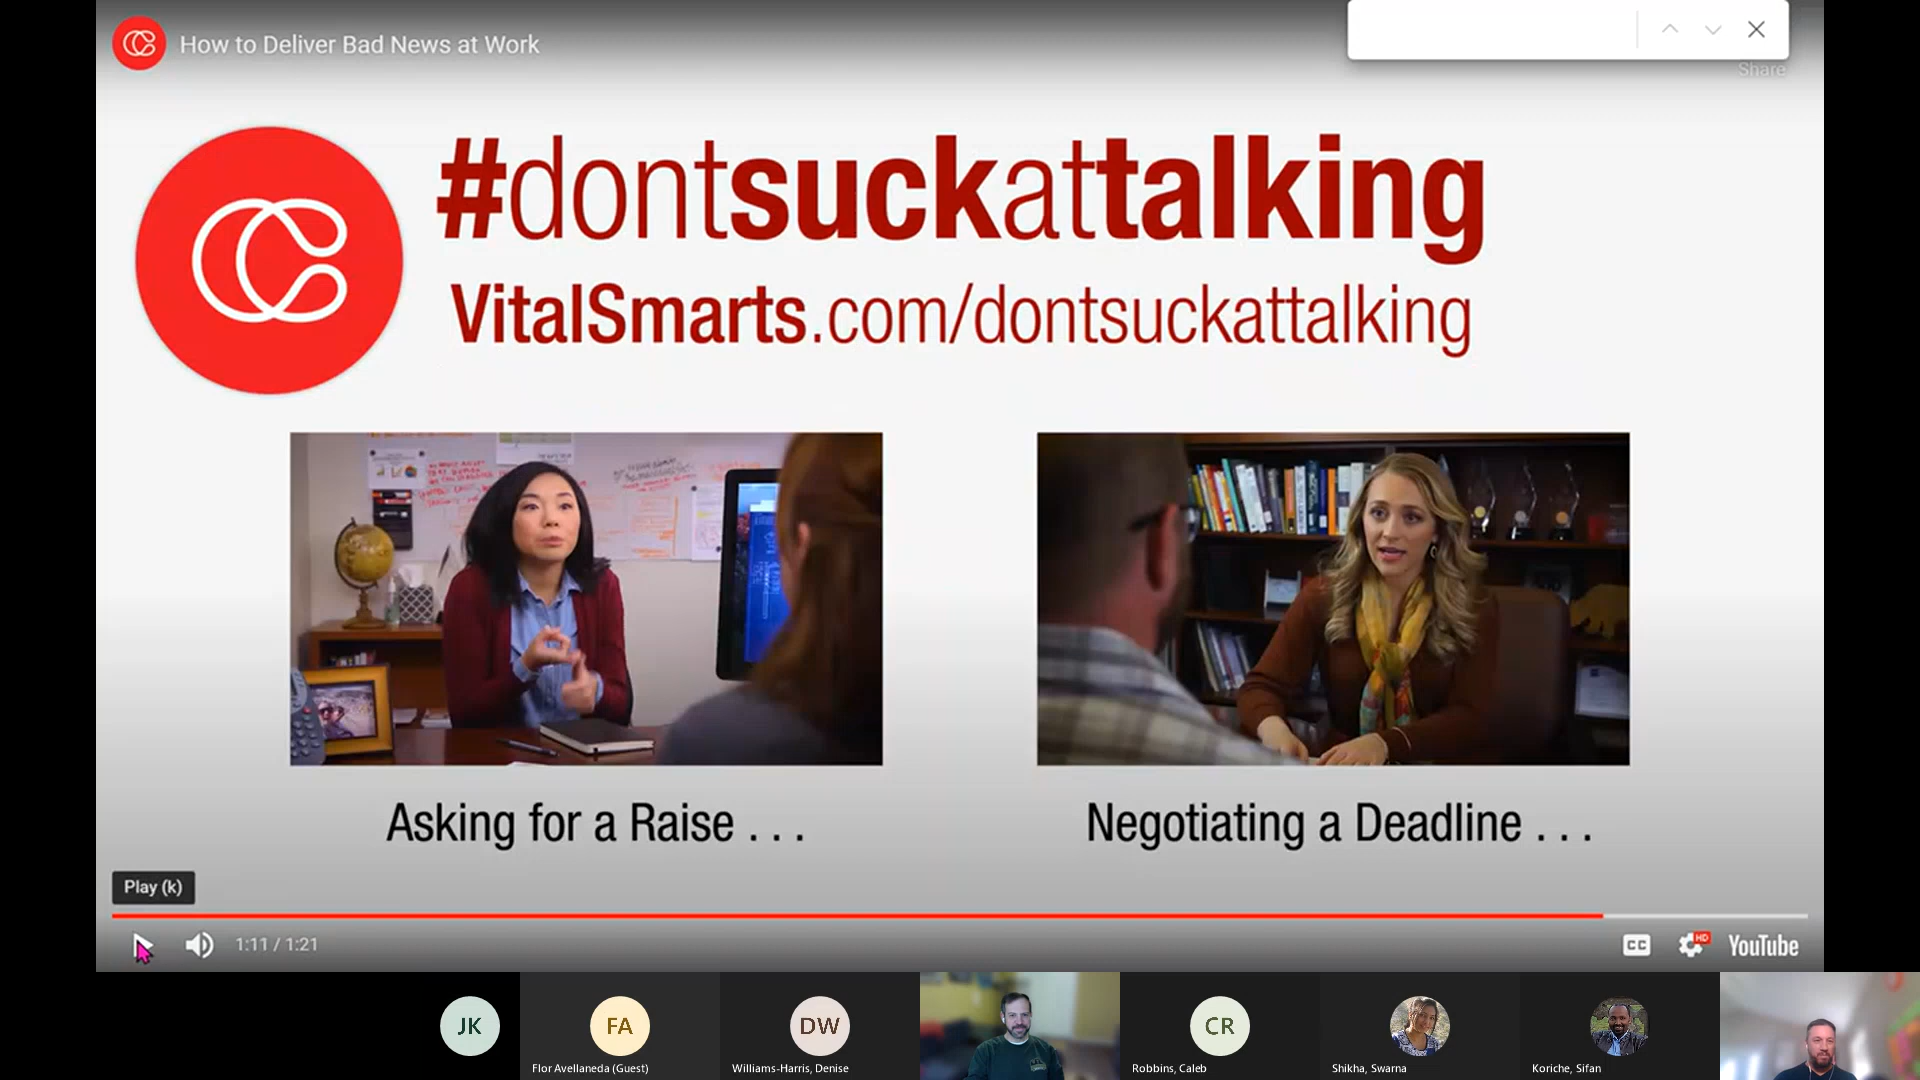 How to Deliver Bad News at Work
Share
#dontsuckattalking
VitalSmarts.com/dontsuckattalking
Asking for a Raise . . .
Negotiating a Deadline . . .
Play (k)
1:11 / 1:21
CC
HD
YouTube
JK
FA
DW
CR
Flor Avellaneda (Guest)
Williams-Harris, Denise
Robbins, Caleb
Shikha, Swarna
Koriche, Sifan